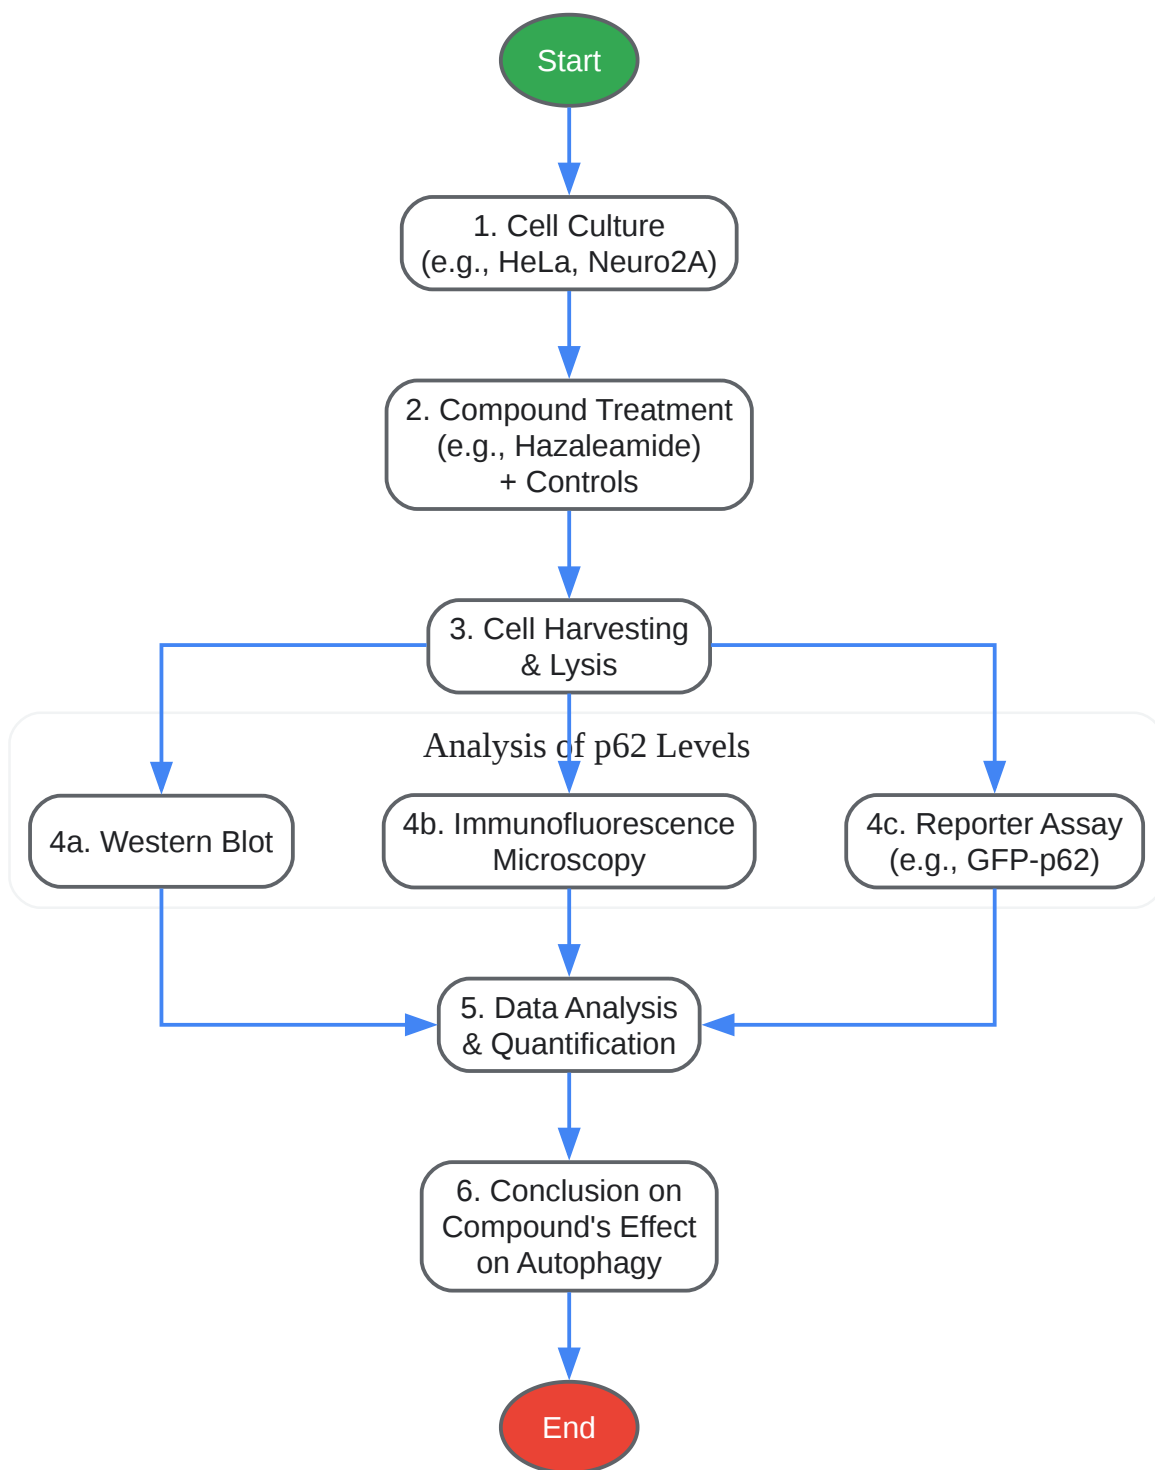 Start
1. Cell Culture
(e.g., HeLa, Neuro2A)
2. Compound Treatment
(e.g., Hazaleamide)
+ Controls
3. Cell Harvesting
& Lysis
Analysis of p62 Levels
4a. Western Blot
4b. Immunofluorescence
Microscopy
4c. Reporter Assay
(e.g., GFP-p62)
5. Data Analysis
& Quantification
6. Conclusion on
Compound's Effect
on Autophagy
End